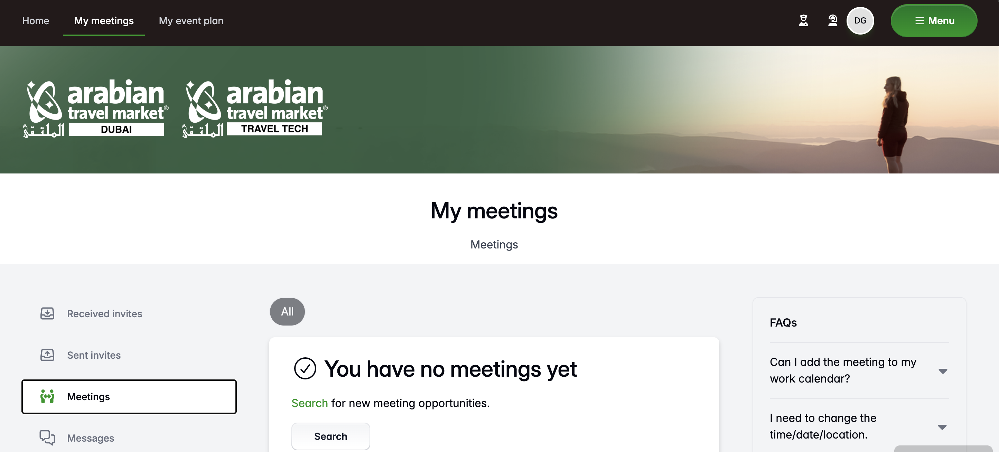 Home My meetings My event plan DG Menu
arabian
travel market®
الملتقى DUBAI
arabian
travel market®
الملتقى TRAVEL TECH
My meetings
Meetings
Received invites
Sent invites
Meetings
Messages
All
You have no meetings yet
Search for new meeting opportunities.
Search
FAQs
Can I add the meeting to my
work calendar?
I need to change the
time/date/location.